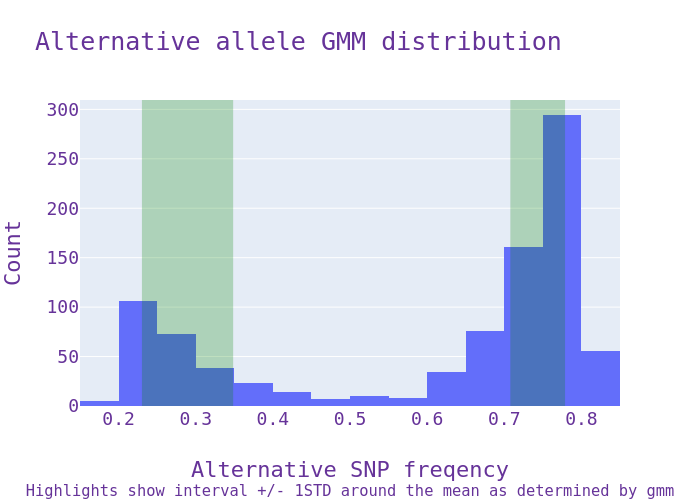 Alternative allele GMM distribution
300
250
200
150
100
50
0
Count
0.2 0.3 0.4 0.5 0.6 0.7 0.8
Alternative SNP freqency
Highlights show interval +/- 1STD around the mean as determined by gmm